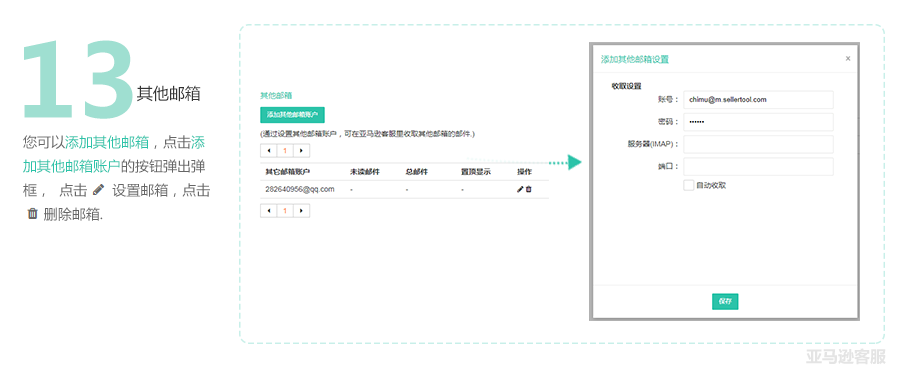 13 其他邮箱
您可以添加其他邮箱，点击添
加其他邮箱账户的按钮弹出弹
框， 点击 设置邮箱，点击
删除邮箱.
其他邮箱
添加其他邮箱账户
(通过设置其他邮箱账户，可在亚马逊客服里收取其他邮箱的邮件.)
1
其它邮箱账户 未读邮件 总邮件 置顶显示 操作
282640956@qq.com - - -
1
添加其他邮箱设置 ×
收取设置
账号： chimu@m.sellertool.com
密码： ••••••
服务器(IMAP)：
端口：
自动收取
保存
亚马逊客服